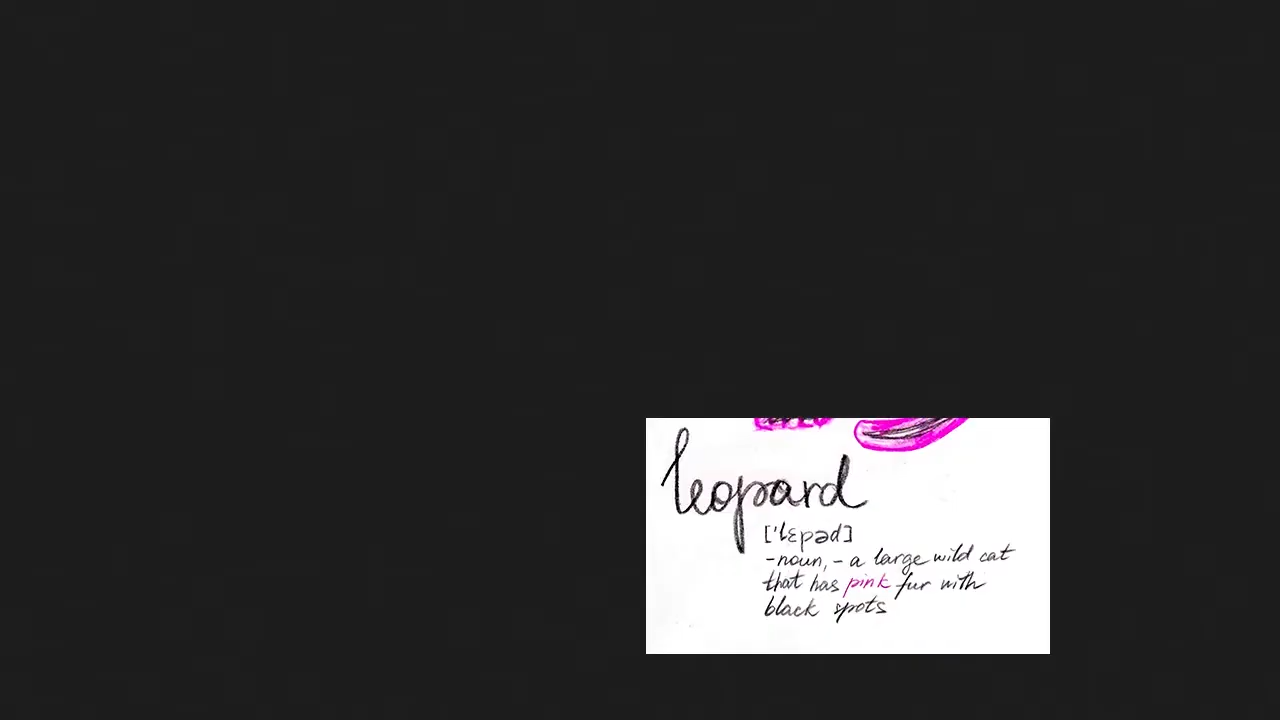 leopard
['lɛpəd]
-noun, - a large wild cat
that has pink fur with
black spots